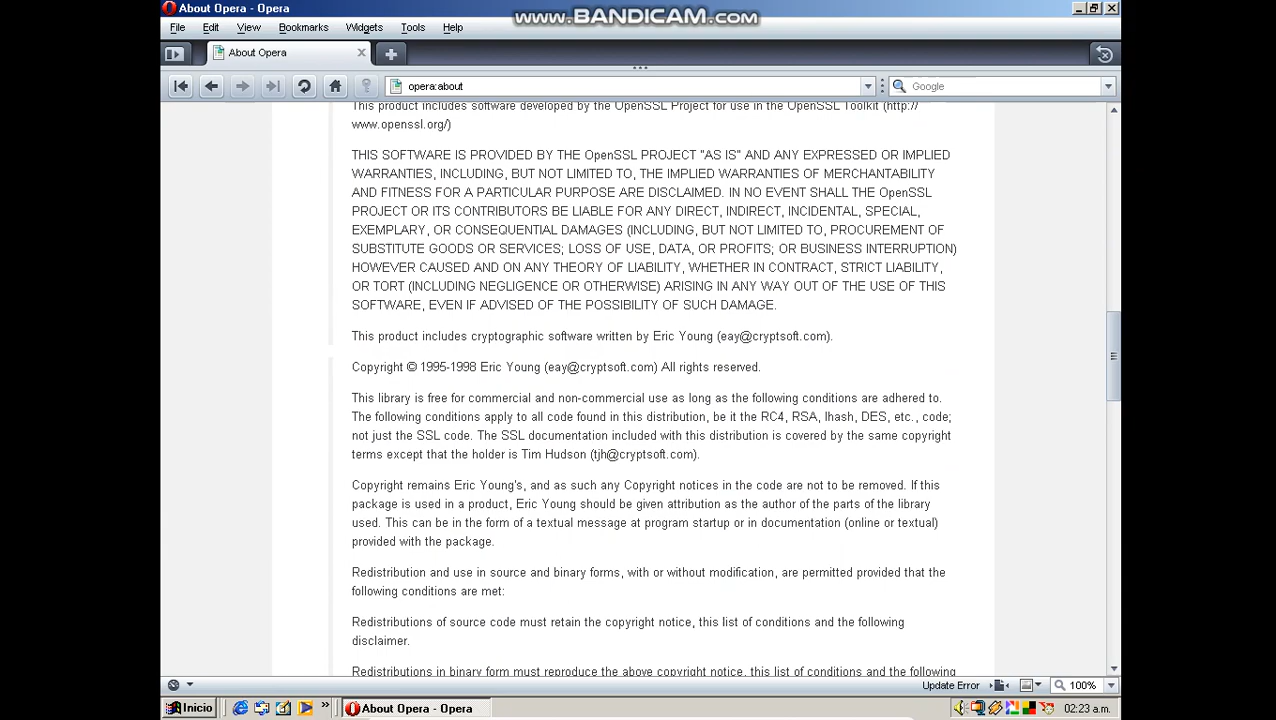 About Opera - Opera
www.BANDICAM.com
File Edit View Bookmarks Widgets Tools Help
About Opera
opera:about
Google
This product includes software developed by the OpenSSL Project for use in the OpenSSL Toolkit (http://
www.openssl.org/)
THIS SOFTWARE IS PROVIDED BY THE OpenSSL PROJECT "AS IS" AND ANY EXPRESSED OR IMPLIED
WARRANTIES, INCLUDING, BUT NOT LIMITED TO, THE IMPLIED WARRANTIES OF MERCHANTABILITY
AND FITNESS FOR A PARTICULAR PURPOSE ARE DISCLAIMED. IN NO EVENT SHALL THE OpenSSL
PROJECT OR ITS CONTRIBUTORS BE LIABLE FOR ANY DIRECT, INDIRECT, INCIDENTAL, SPECIAL,
EXEMPLARY, OR CONSEQUENTIAL DAMAGES (INCLUDING, BUT NOT LIMITED TO, PROCUREMENT OF
SUBSTITUTE GOODS OR SERVICES; LOSS OF USE, DATA, OR PROFITS; OR BUSINESS INTERRUPTION)
HOWEVER CAUSED AND ON ANY THEORY OF LIABILITY, WHETHER IN CONTRACT, STRICT LIABILITY,
OR TORT (INCLUDING NEGLIGENCE OR OTHERWISE) ARISING IN ANY WAY OUT OF THE USE OF THIS
SOFTWARE, EVEN IF ADVISED OF THE POSSIBILITY OF SUCH DAMAGE.
This product includes cryptographic software written by Eric Young (eay@cryptsoft.com).
Copyright © 1995-1998 Eric Young (eay@cryptsoft.com) All rights reserved.
This library is free for commercial and non-commercial use as long as the following conditions are adhered to.
The following conditions apply to all code found in this distribution, be it the RC4, RSA, lhash, DES, etc., code;
not just the SSL code. The SSL documentation included with this distribution is covered by the same copyright
terms except that the holder is Tim Hudson (tjh@cryptsoft.com).
Copyright remains Eric Young's, and as such any Copyright notices in the code are not to be removed. If this
package is used in a product, Eric Young should be given attribution as the author of the parts of the library
used. This can be in the form of a textual message at program startup or in documentation (online or textual)
provided with the package.
Redistribution and use in source and binary forms, with or without modification, are permitted provided that the
following conditions are met:
Redistributions of source code must retain the copyright notice, this list of conditions and the following
disclaimer.
Redistributions in binary form must reproduce the above copyright notice, this list of conditions and the following
Update Error
100%
Inicio
About Opera - Opera
02:23 a.m.